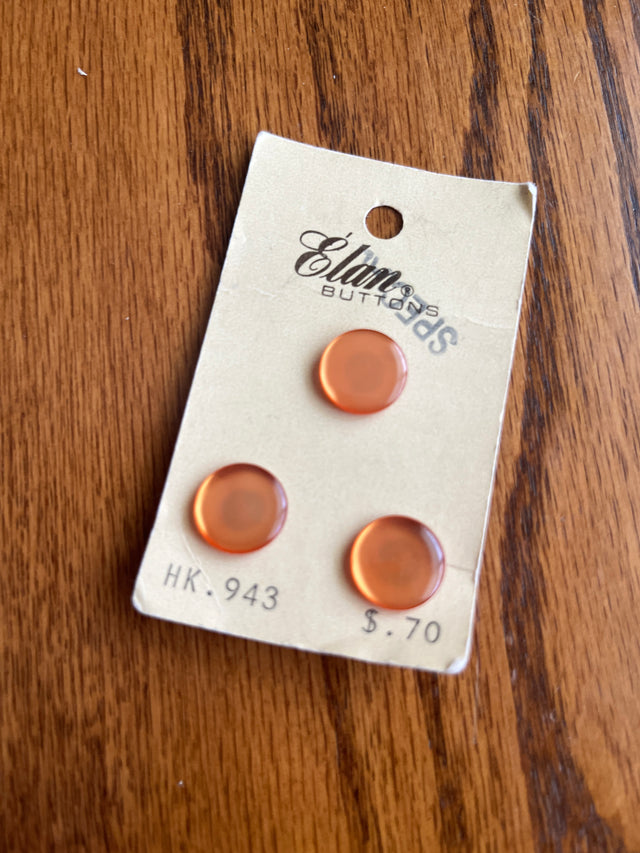 Élan®
BUTTONS
SPECIAL
HK.943
$.70